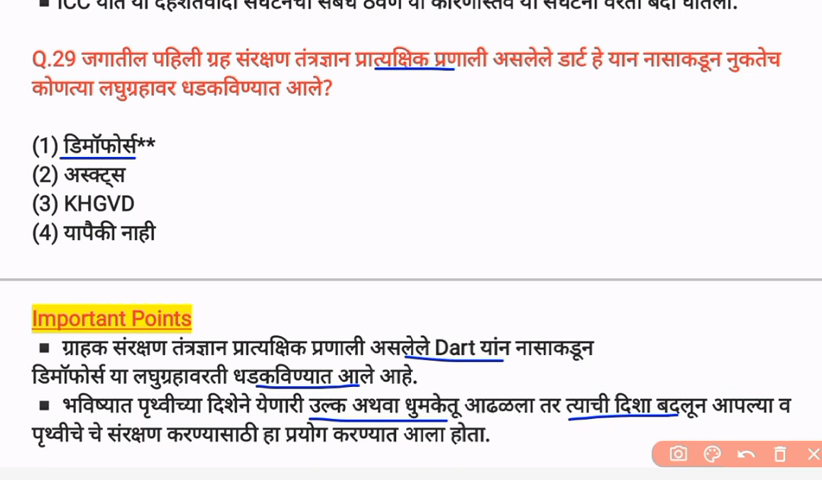 Q.29 जगातील पहिली ग्रह संरक्षण तंत्रज्ञान प्रात्यक्षिक प्रणाली असलेले डार्ट हे यान नासाकडून नुकतेच
कोणत्या लघुग्रहावर धडकविण्यात आले?
(1) डिमॉफोर्स**
(2) अस्क्ट्स
(3) KHGVD
(4) यापैकी नाही
Important Points
▪ ग्राहक संरक्षण तंत्रज्ञान प्रात्यक्षिक प्रणाली असलेले Dart यांन नासाकडून
डिमॉफोर्स या लघुग्रहावरती धडकविण्यात आले आहे.
▪ भविष्यात पृथ्वीच्या दिशेने येणारी उल्क अथवा धुमकेतू आढळला तर त्याची दिशा बदलून आपल्या व
पृथ्वीचे चे संरक्षण करण्यासाठी हा प्रयोग करण्यात आला होता.